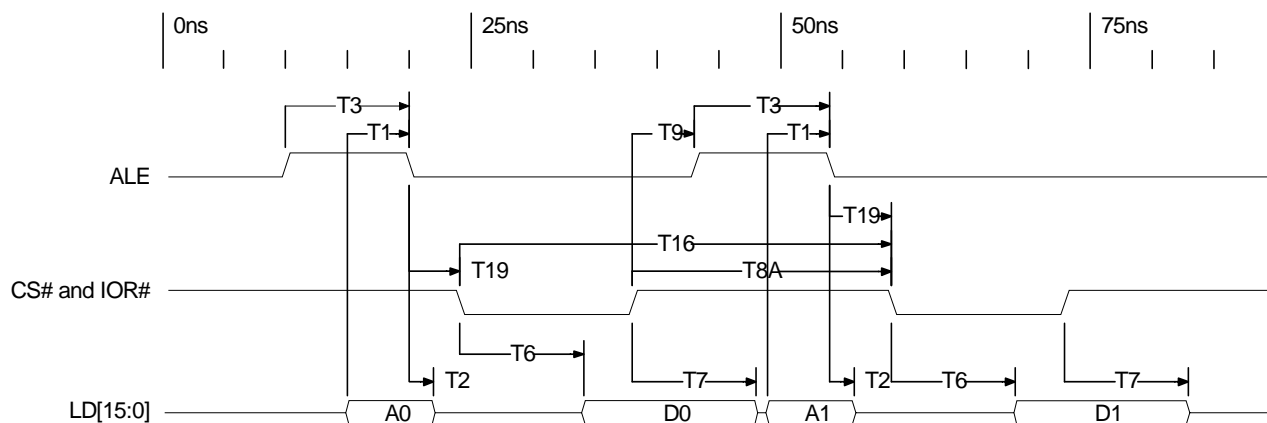 0ns 25ns 50ns 75ns
T3 T3
T1 T9 T1
ALE
T19
T16
T19 T8A
CS# and IOR#
T6
T2 T7 T2 T6 T7
LD[15:0] A0 D0 A1 D1